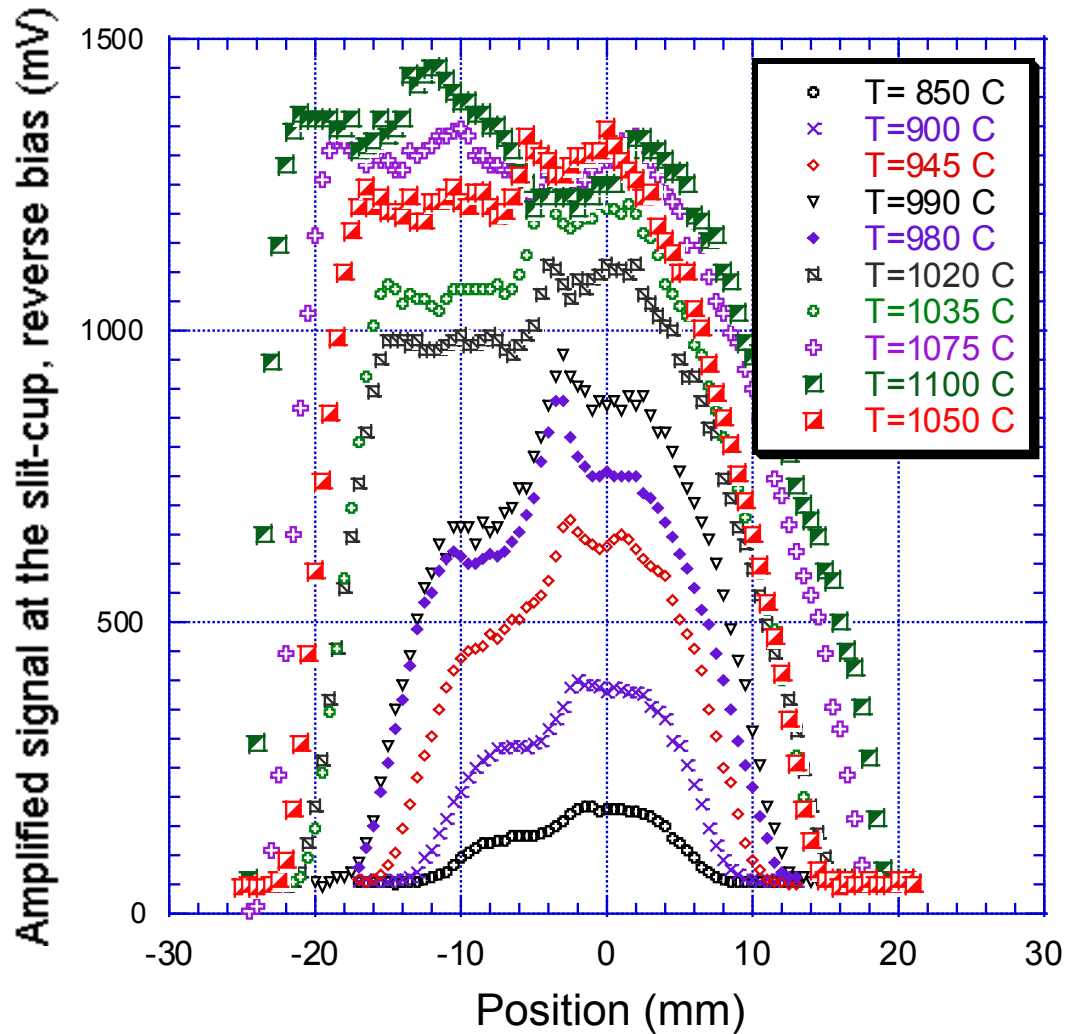 Amplified signal at the slit-cup, reverse bias (mV)
1500
1000
500
0
-30
-20
-10
0
10
20
30
Position (mm)
T= 850 C
T=900 C
T=945 C
T=990 C
T=980 C
T=1020 C
T=1035 C
T=1075 C
T=1100 C
T=1050 C